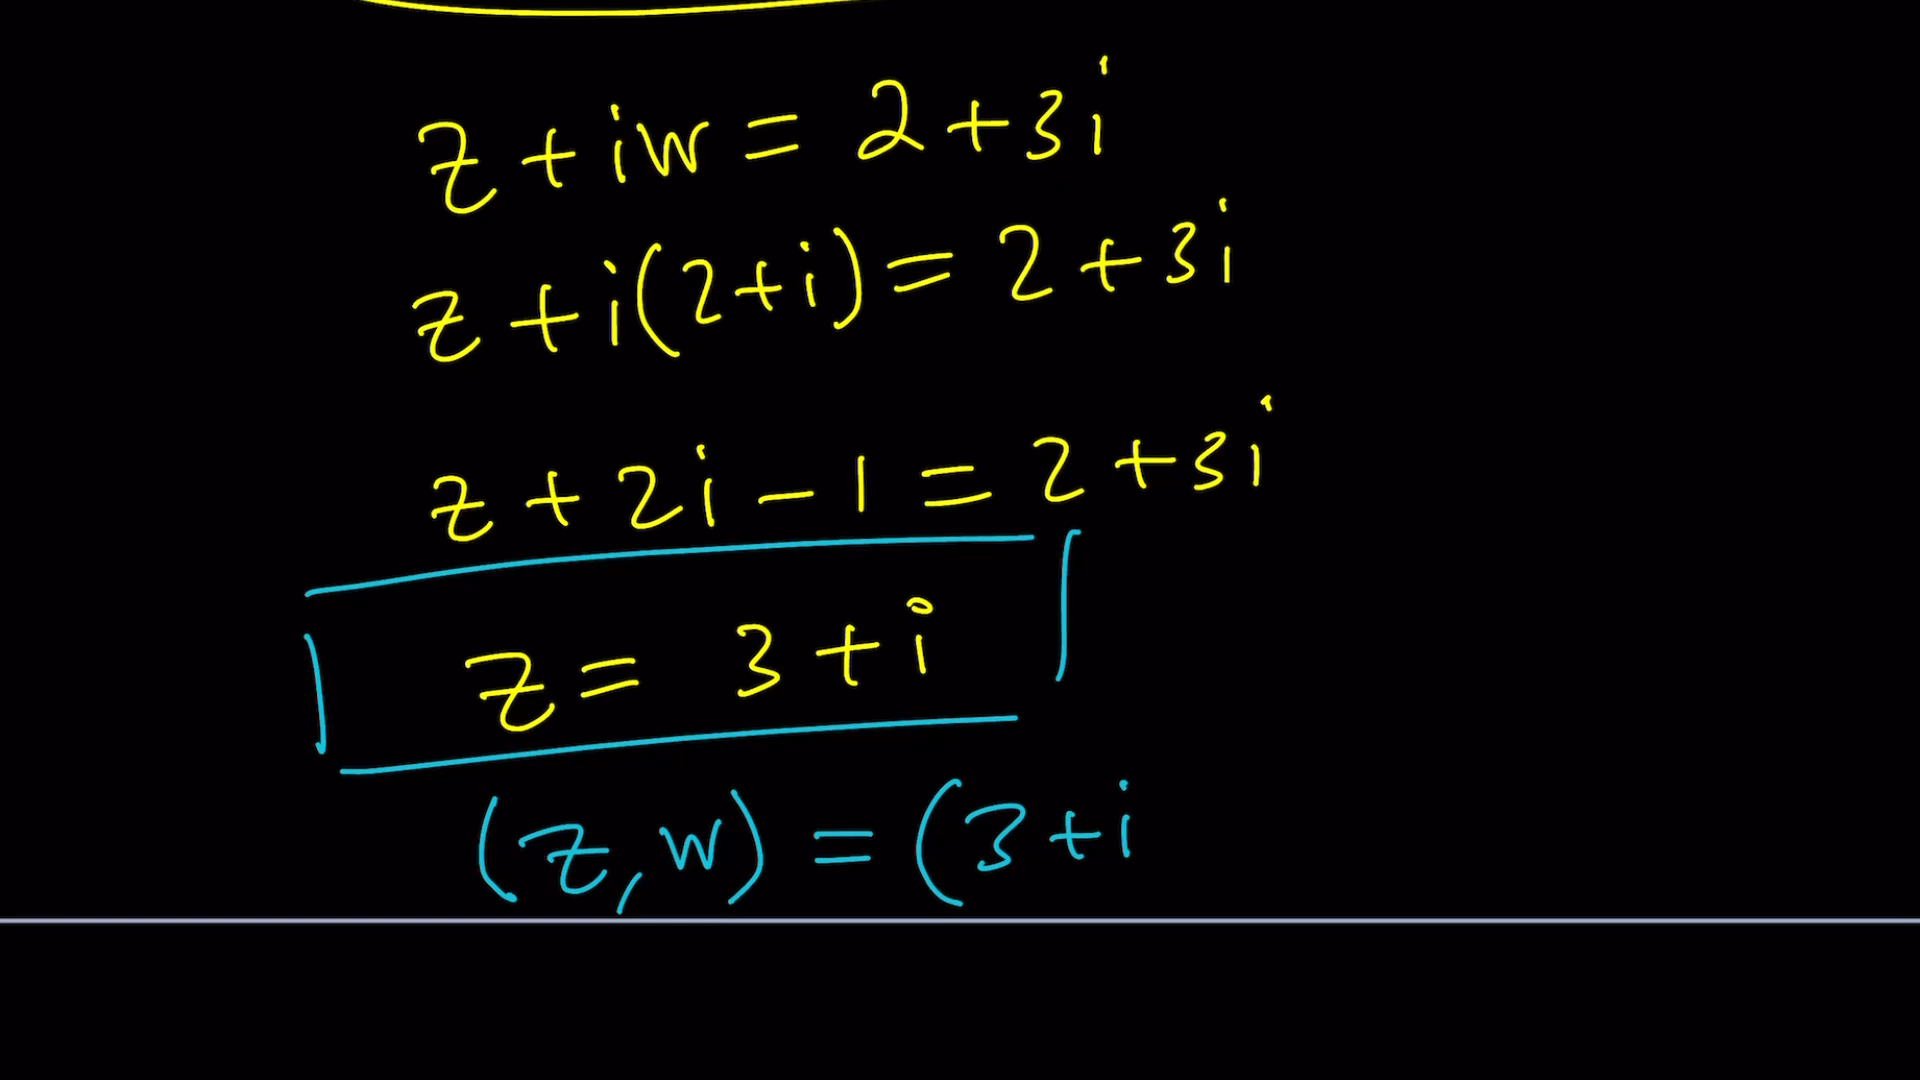 z + iw = 2 + 3i
z + i(2+i) = 2 + 3i
z + 2i - 1 = 2 + 3i
z = 3 + i
(z, w) = (3 + i